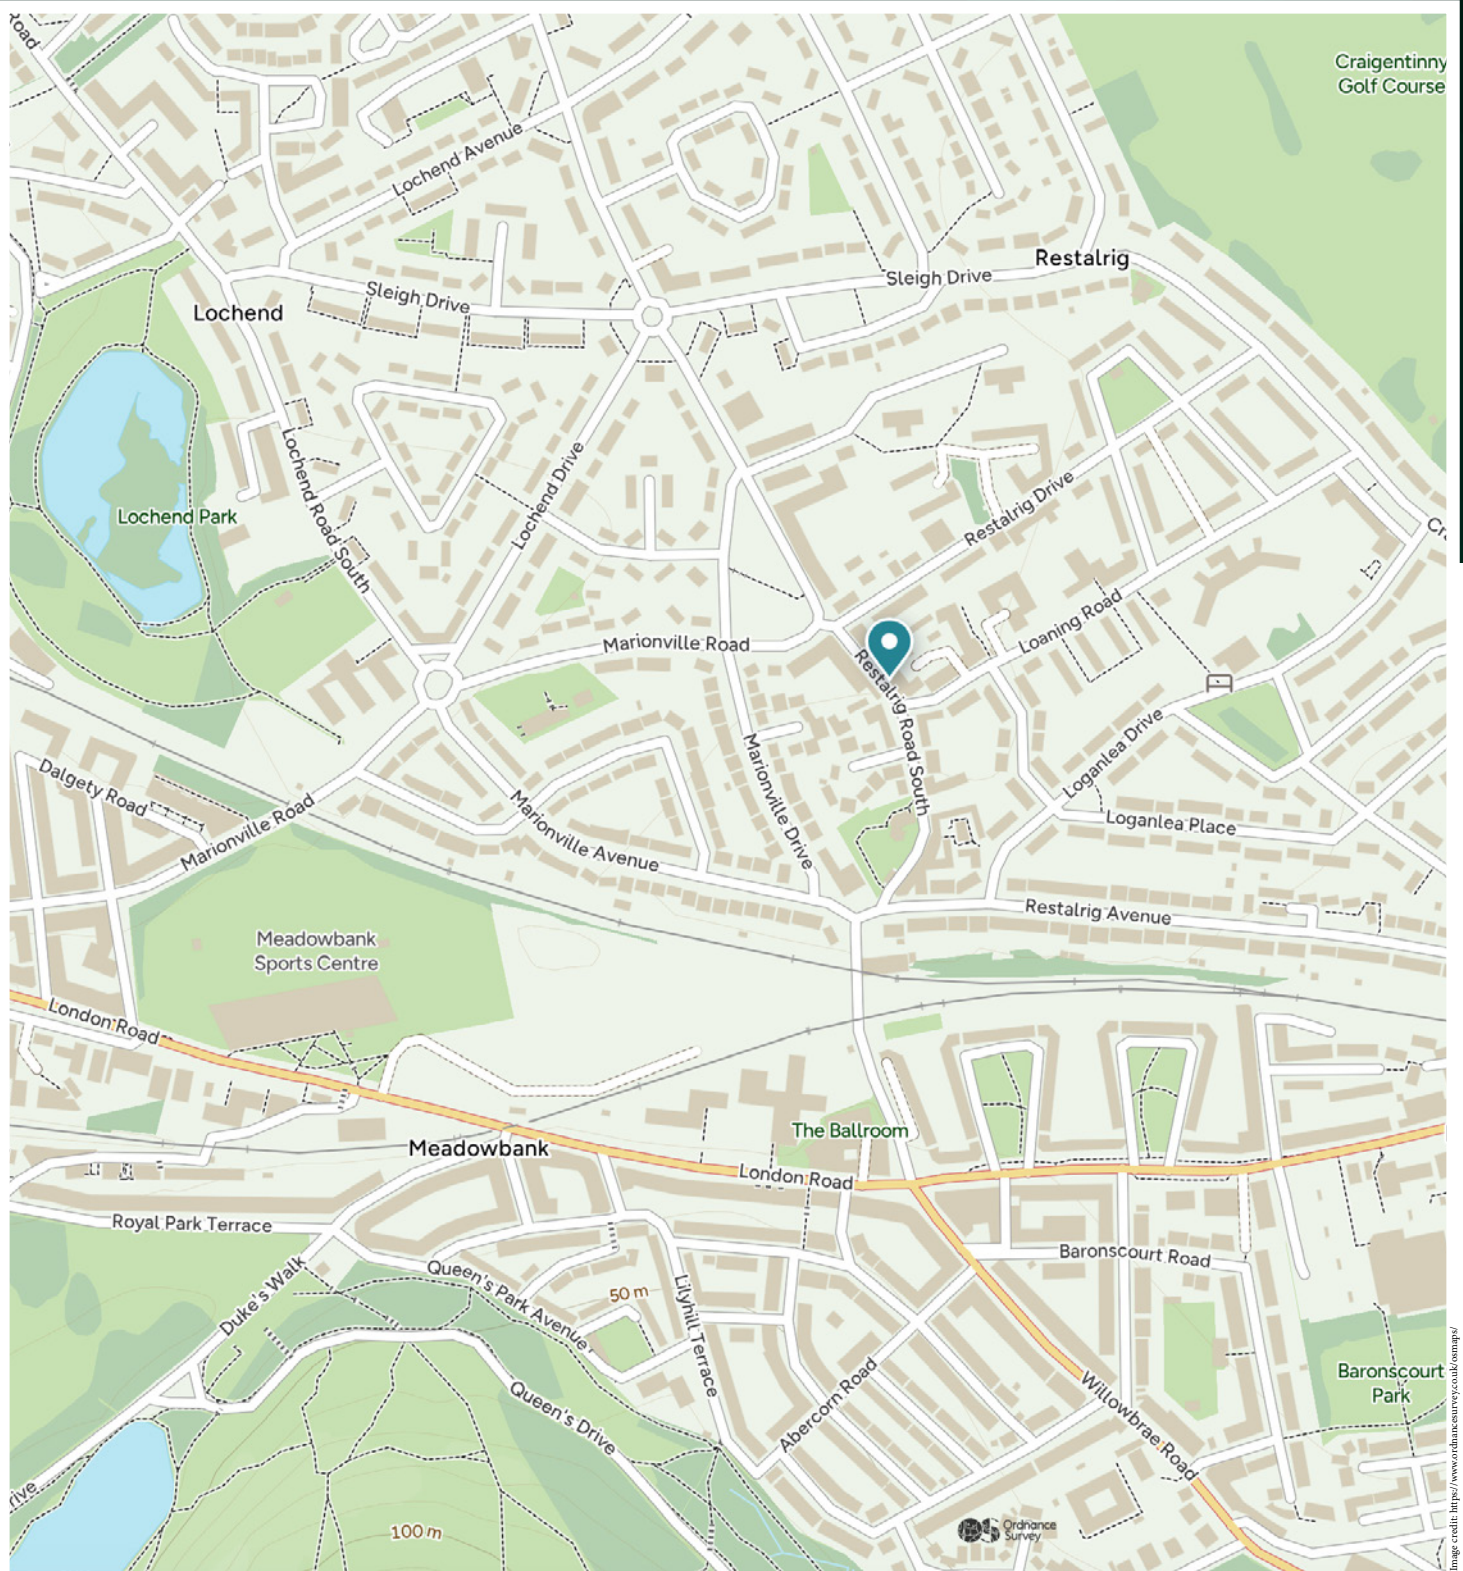 Road
Craigentinny
Golf Course
Lochend Avenue
Restalrig
Sleigh Drive
Sleigh Drive
Lochend
Lochend Road South
Lochend Drive
Restalrig Drive
Lochend Park
Loaning Road
Marionville Road
Restalrig Road South
Loganlea Drive
Marionville Drive
Dalgety Road
Marionville Road
Marionville Avenue
Loganlea Place
Restalrig Avenue
Meadowbank
Sports Centre
London Road
The Ballroom
Meadowbank
London Road
Royal Park Terrace
Baronscourt Road
Duke's Walk
Queen's Park Avenue
50 m
Lilyhill Terrace
Baronscourt
Park
Abercorn Road
Willowbrae Road
Queen's Drive
rive
100 m
Ordnance
Survey
Image credit: https://www.ordnancesurvey.co.uk/osmaps/